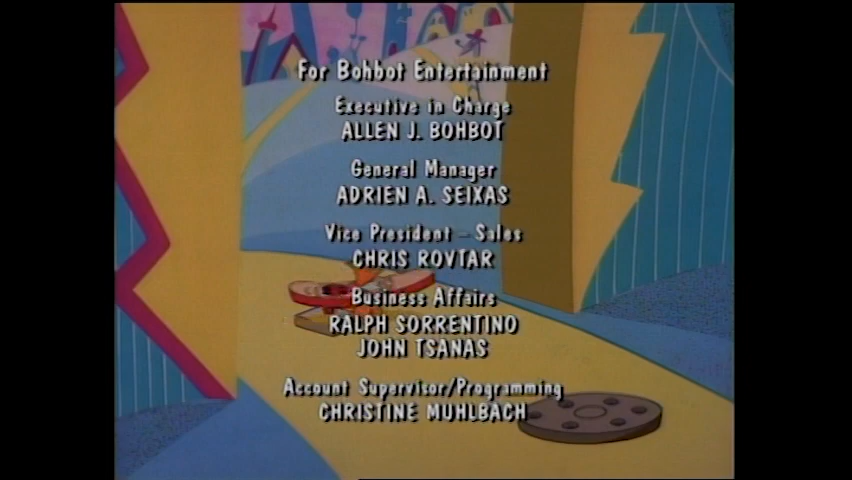 For Bohbot Entertainment
Executive in Charge
ALLEN J. BOHBOT
General Manager
ADRIEN A. SEIXAS
Vice President – Sales
CHRIS ROVTAR
Business Affairs
RALPH SORRENTINO
JOHN TSANAS
Account Supervisor/Programming
CHRISTINE MUHLBACH